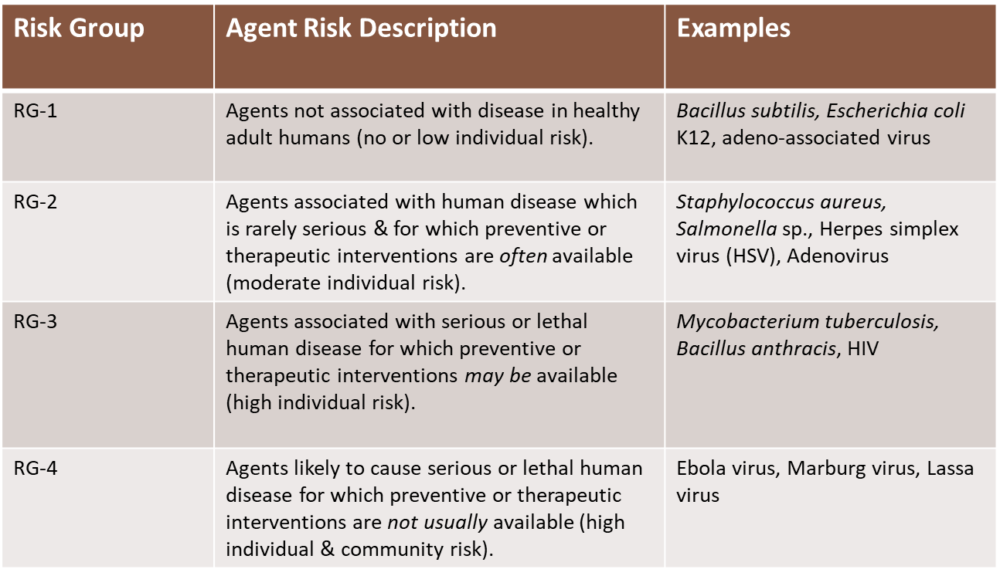 Risk Group
Agent Risk Description
Examples
RG-1
Agents not associated with disease in healthy
adult humans (no or low individual risk).
Bacillus subtilis, Escherichia coli
K12, adeno-associated virus
RG-2
Agents associated with human disease which
is rarely serious & for which preventive or
therapeutic interventions are often available
(moderate individual risk).
Staphylococcus aureus,
Salmonella sp., Herpes simplex
virus (HSV), Adenovirus
RG-3
Agents associated with serious or lethal
human disease for which preventive or
therapeutic interventions may be available
(high individual risk).
Mycobacterium tuberculosis,
Bacillus anthracis, HIV
RG-4
Agents likely to cause serious or lethal human
disease for which preventive or therapeutic
interventions are not usually available (high
individual & community risk).
Ebola virus, Marburg virus, Lassa
virus